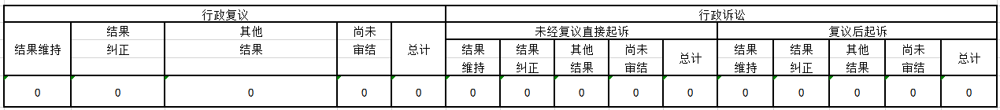 行政复议 行政诉讼
结果维持 结果纠正 其他结果 尚未审结 总计 未经复议直接起诉 复议后起诉
结果维持 结果纠正 其他结果 尚未审结 总计 结果维持 结果纠正 其他结果 尚未审结 总计
0 0 0 0 0 0 0 0 0 0 0 0 0 0 0